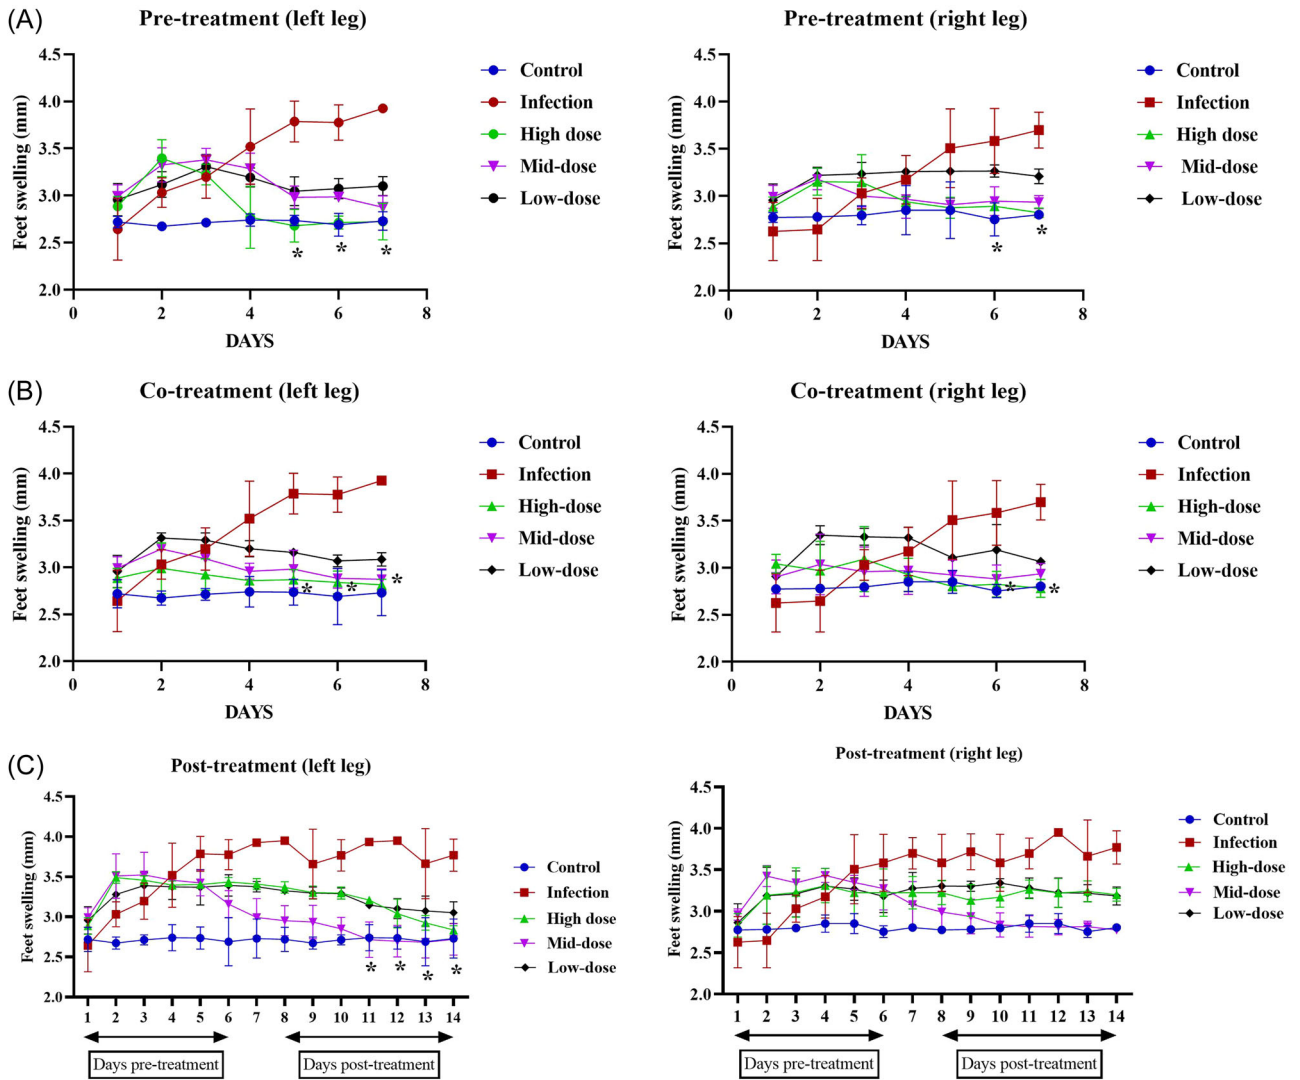 (A)
Pre-treatment (left leg)
Feet swelling (mm)
4.5
4.0
3.5
3.0
2.5
2.0
0 2 4 6 8
DAYS
* * *
Control
Infection
High dose
Mid-dose
Low-dose
Pre-treatment (right leg)
Feet swelling (mm)
4.5
4.0
3.5
3.0
2.5
2.0
0 2 4 6 8
DAYS
* *
Control
Infection
High dose
Mid-dose
Low-dose
(B)
Co-treatment (left leg)
Feet swelling (mm)
4.5
4.0
3.5
3.0
2.5
2.0
0 2 4 6 8
DAYS
* * *
Control
Infection
High-dose
Mid-dose
Low-dose
Co-treatment (right leg)
Feet swelling (mm)
4.5
4.0
3.5
3.0
2.5
2.0
0 2 4 6 8
DAYS
* *
Control
Infection
High-dose
Mid-dose
Low-dose
(C)
Post-treatment (left leg)
Feet swelling (mm)
4.5
4.0
3.5
3.0
2.5
2.0
1 2 3 4 5 6 7 8 9 10 11 12 13 14
* * * *
Days pre-treatment
Days post-treatment
Control
Infection
High dose
Mid-dose
Low-dose
Post-treatment (right leg)
Feet swelling (mm)
4.5
4.0
3.5
3.0
2.5
2.0
1 2 3 4 5 6 7 8 9 10 11 12 13 14
Days pre-treatment
Days post-treatment
Control
Infection
High-dose
Mid-dose
Low-dose